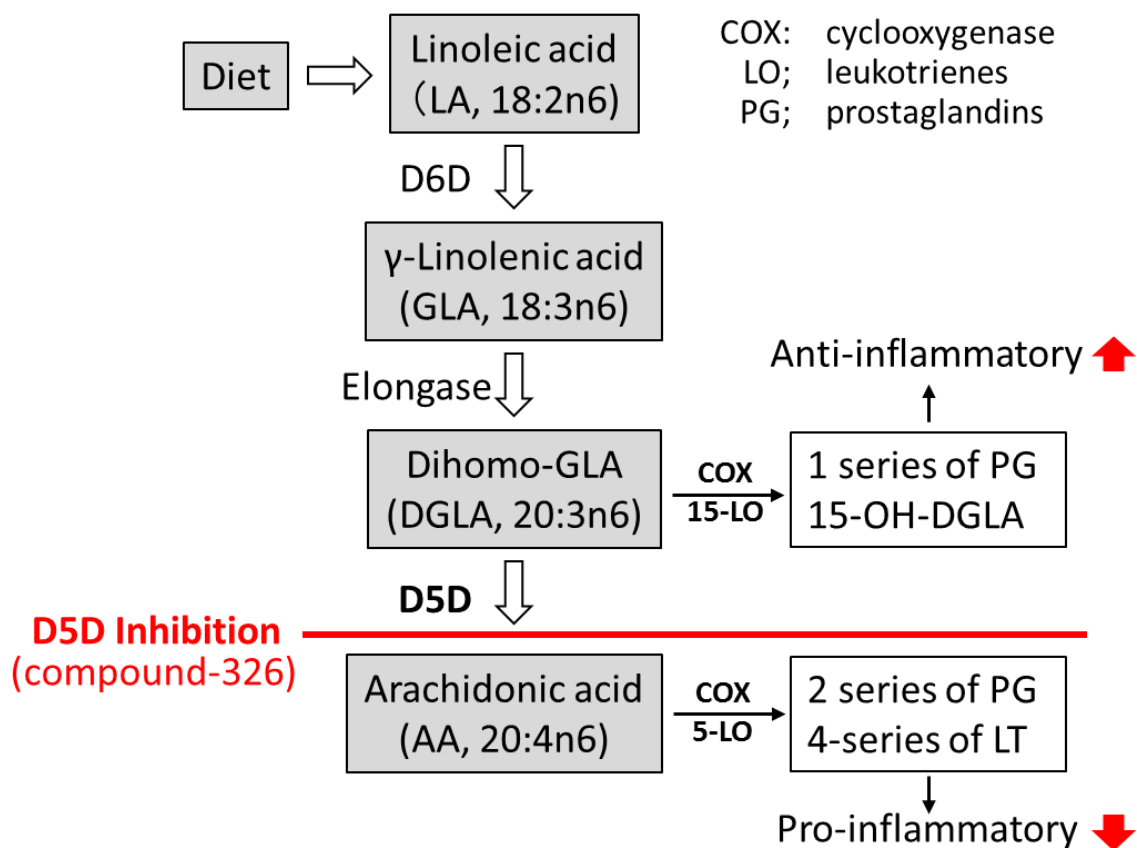 Diet
Linoleic acid
(LA, 18:2n6)
COX: cyclooxygenase
LO; leukotrienes
PG; prostaglandins
D6D
γ-Linolenic acid
(GLA, 18:3n6)
Elongase
Anti-inflammatory
Dihomo-GLA
(DGLA, 20:3n6)
COX
15-LO
1 series of PG
15-OH-DGLA
D5D
D5D Inhibition
(compound-326)
Arachidonic acid
(AA, 20:4n6)
COX
5-LO
2 series of PG
4-series of LT
Pro-inflammatory